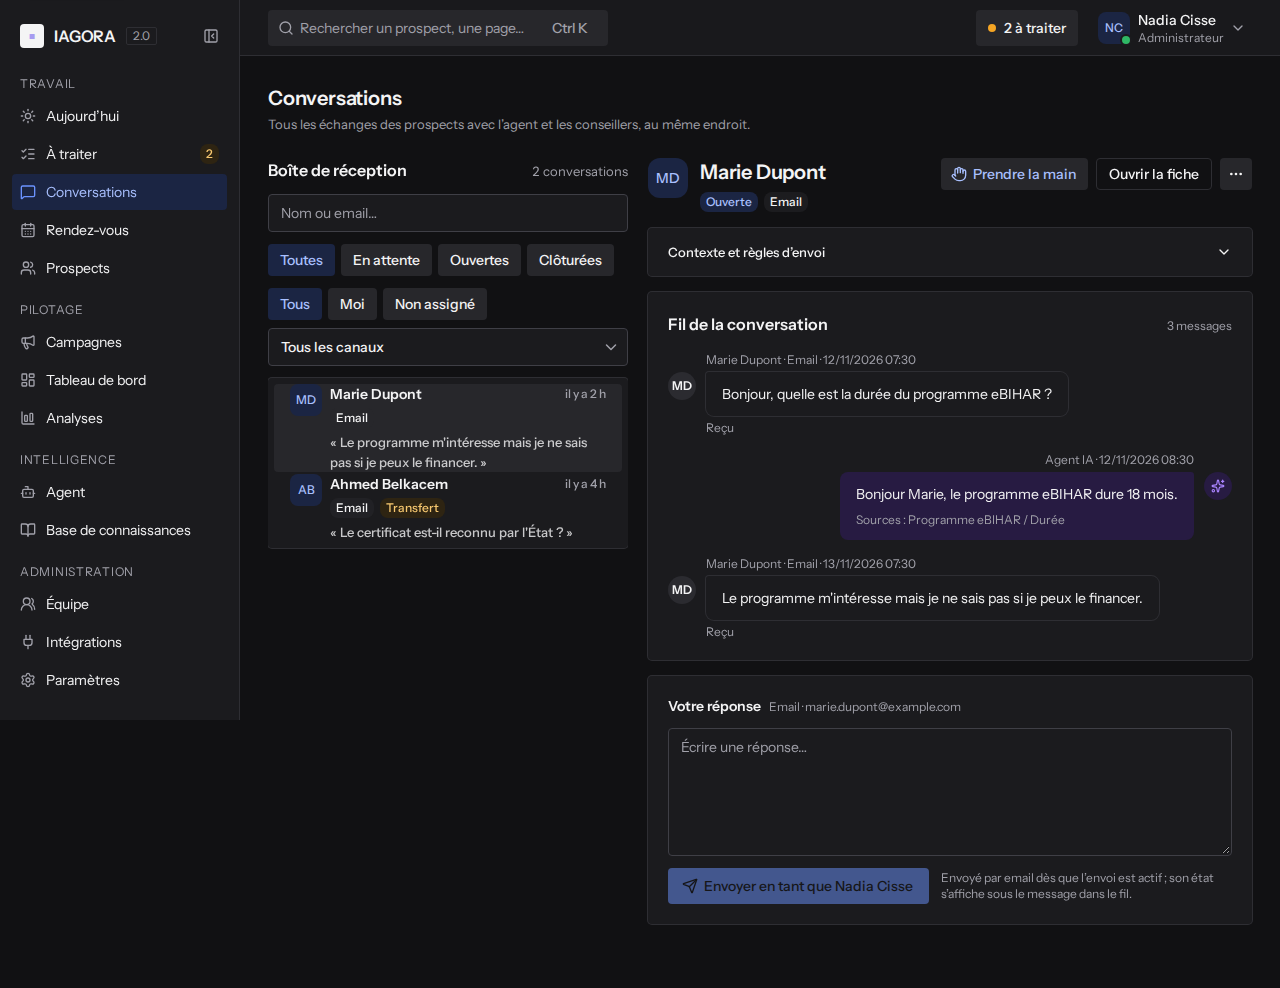 IAGORA 2.0
Rechercher un prospect, une page... Ctrl K
2 à traiter
NC
Nadia Cisse
Administrateur
TRAVAIL
Aujourd'hui
À traiter 2
Conversations
Rendez-vous
Prospects
PILOTAGE
Campagnes
Tableau de bord
Analyses
INTELLIGENCE
Agent
Base de connaissances
ADMINISTRATION
Équipe
Intégrations
Paramètres
Conversations
Tous les échanges des prospects avec l'agent et les conseillers, au même endroit.
Boîte de réception 2 conversations
Nom ou email...
Toutes En attente Ouvertes Clôturées
Tous Moi Non assigné
Tous les canaux
MD Marie Dupont il y a 2 h
Email
« Le programme m'intéresse mais je ne sais
pas si je peux le financer. »
AB Ahmed Belkacem il y a 4 h
Email Transfert
« Le certificat est-il reconnu par l'État ? »
MD Marie Dupont
Ouverte Email
Prendre la main Ouvrir la fiche
Contexte et règles d'envoi
Fil de la conversation 3 messages
Marie Dupont · Email · 12/11/2026 07:30
MD Bonjour, quelle est la durée du programme eBIHAR ?
Reçu
Agent IA · 12/11/2026 08:30
Bonjour Marie, le programme eBIHAR dure 18 mois.
Sources : Programme eBIHAR / Durée
Marie Dupont · Email · 13/11/2026 07:30
MD Le programme m'intéresse mais je ne sais pas si je peux le financer.
Reçu
Votre réponse Email · marie.dupont@example.com
Écrire une réponse...
Envoyer en tant que Nadia Cisse
Envoyé par email dès que l'envoi est actif ; son état
s'affiche sous le message dans le fil.